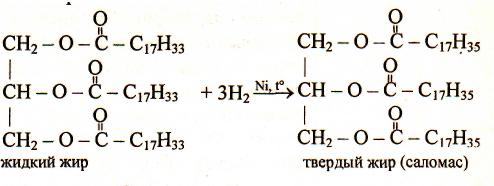 CH₂ – O – C – C₁₇H₃₃
O
CH – O – C – C₁₇H₃₃
O
CH₂ – O – C – C₁₇H₃₃
O
жидкий жир
+ 3H₂
Ni, t°
CH₂ – O – C – C₁₇H₃₅
O
CH – O – C – C₁₇H₃₅
O
CH₂ – O – C – C₁₇H₃₅
O
твердый жир (саломас)